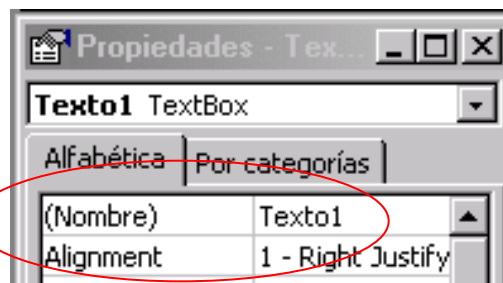 Propiedades - Tex...
Texto1 TextBox
Alfabética Por categorías
(Nombre) Texto1
Alignment 1 - Right Justify